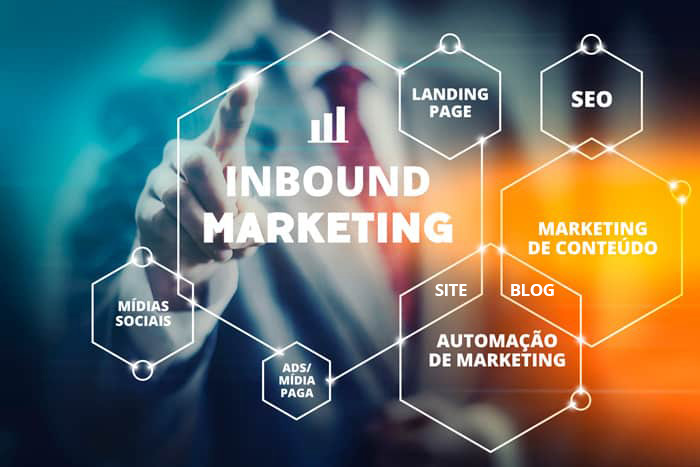 INBOUND
MARKETING
LANDING
PAGE
SEO
MARKETING
DE CONTEÚDO
SITE
BLOG
AUTOMAÇÃO
DE MARKETING
MÍDIAS
SOCIAIS
ADS/
MÍDIA
PAGA